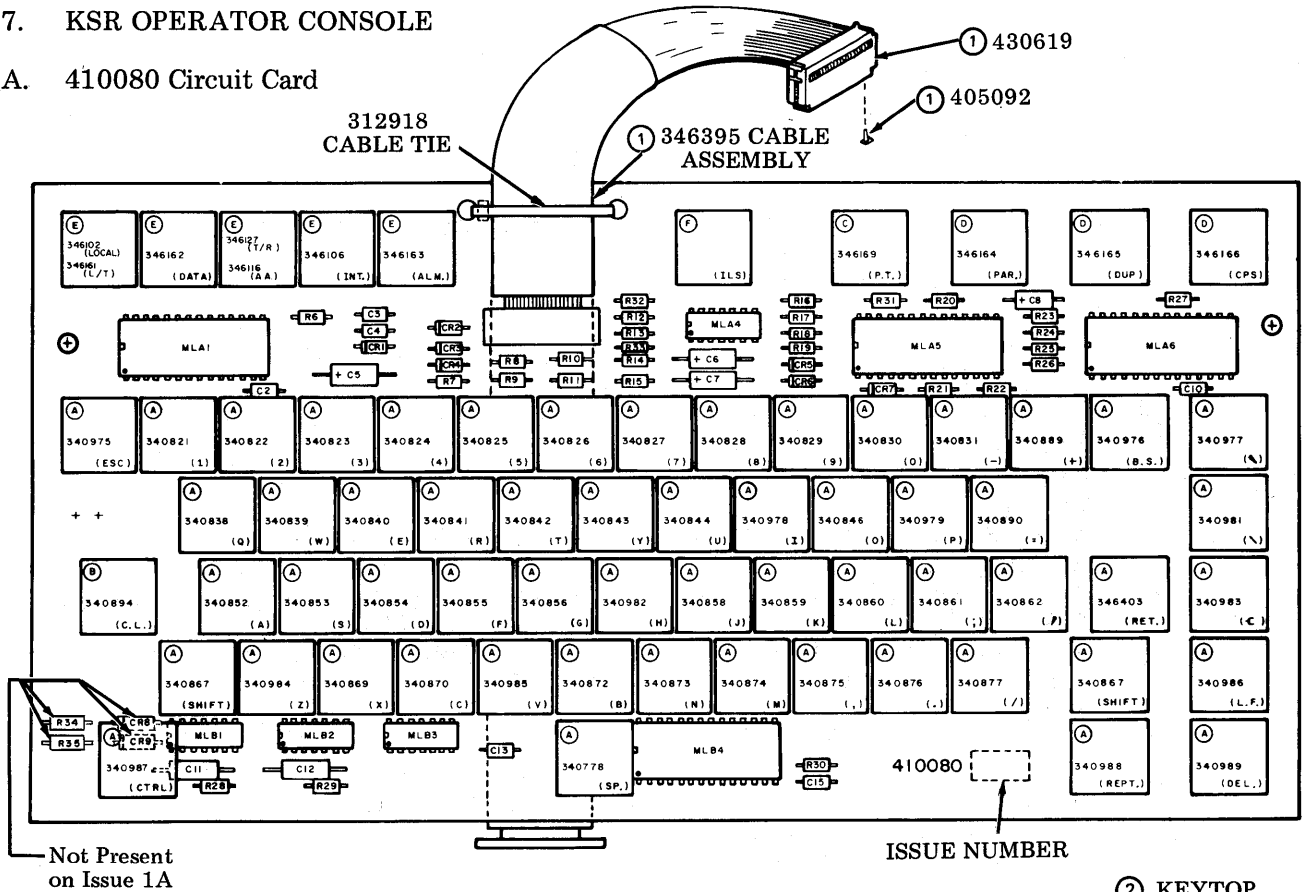 7. KSR OPERATOR CONSOLE
A. 410080 Circuit Card
312918
CABLE TIE
1 346395 CABLE
ASSEMBLY
1 430619
1 405092
E 346102 (LOCAL) 346161 (L/T)
E 346162 (DATA)
E 346127 (T/R) 346116 (AA)
E 346106 (INT.)
E 346163 (ALM.)
F (ILS)
C 346169 (P.T.)
D 346164 (PAR.)
D 346165 (DUP)
D 346166 (CPS)
R6
C3
C4
CR1
CR2
CR3
CR4
R7
R8
R9
R10
R11
R32
R12
R13
R33
R14
R15
MLA4
+ C6
+ C7
R16
R17
R18
R19
CR5
CR6
R31
R20
+ C8
R23
R24
R25
R26
R27
MLA1
+ C5
C2
MLA5
CR7
R21
R22
MLA6
C10
A 340975 (ESC)
A 340821 (1)
A 340822 (2)
A 340823 (3)
A 340824 (4)
A 340825 (5)
A 340826 (6)
A 340827 (7)
A 340828 (8)
A 340829 (9)
A 340830 (0)
A 340831 (-)
A 340889 (+)
A 340976 (B.S.)
A 340977
+ +
A 340838 (Q)
A 340839 (W)
A 340840 (E)
A 340841 (R)
A 340842 (T)
A 340843 (Y)
A 340844 (U)
A 340978 (I)
A 340846 (O)
A 340979 (P)
A 340890 (=)
A 340981 (\)
B 340894 (C.L.)
A 340852 (A)
A 340853 (S)
A 340854 (D)
A 340855 (F)
A 340856 (G)
A 340982 (H)
A 340858 (J)
A 340859 (K)
A 340860 (L)
A 340861 (;)
A 340862
A 346403 (RET.)
A 340983
A 340867 (SHIFT)
A 340984 (Z)
A 340869 (X)
A 340870 (C)
A 340985 (V)
A 340872 (B)
A 340873 (N)
A 340874 (M)
A 340875 (,)
A 340876 (.)
A 340877 (/)
A 340867 (SHIFT)
A 340986 (L.F.)
R34
R35
CR8
CR9
MLB1
MLB2
MLB3
C13
MLB4
A 340987 (CTRL)
C11
R28
C12
R29
A 340778 (SP.)
R30
C15
410080
A 340988 (REPT.)
A 340989 (DEL.)
Not Present
on Issue 1A
ISSUE NUMBER
2 KEYTOP